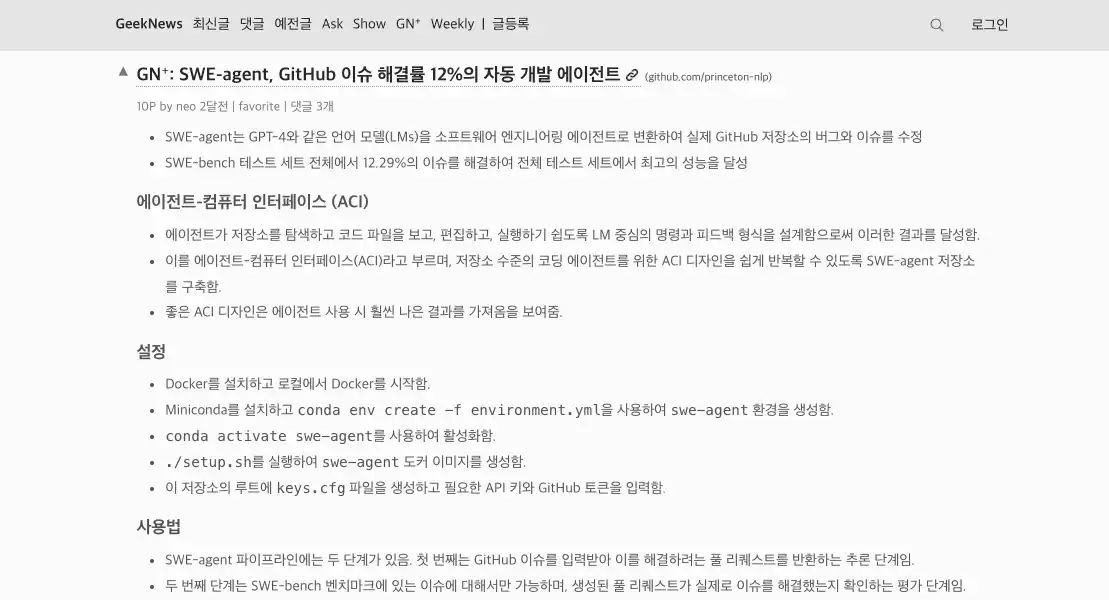 GeekNews 최신글 댓글 예전글 Ask Show GN⁺ Weekly | 글등록 로그인
▲ GN⁺: SWE-agent, GitHub 이슈 해결률 12%의 자동 개발 에이전트 (github.com/princeton-nlp)
10P by neo 2달전 | favorite | 댓글 3개
• SWE-agent는 GPT-4와 같은 언어 모델(LMs)을 소프트웨어 엔지니어링 에이전트로 변환하여 실제 GitHub 저장소의 버그와 이슈를 수정
• SWE-bench 테스트 세트 전체에서 12.29%의 이슈를 해결하여 전체 테스트 세트에서 최고의 성능을 달성
에이전트-컴퓨터 인터페이스 (ACI)
• 에이전트가 저장소를 탐색하고 코드 파일을 보고, 편집하고, 실행하기 쉽도록 LM 중심의 명령과 피드백 형식을 설계함으로써 이러한 결과를 달성함.
• 이를 에이전트-컴퓨터 인터페이스(ACI)라고 부르며, 저장소 수준의 코딩 에이전트를 위한 ACI 디자인을 쉽게 반복할 수 있도록 SWE-agent 저장소
를 구축함.
• 좋은 ACI 디자인은 에이전트 사용 시 훨씬 나은 결과를 가져옴을 보여줌.
설정
• Docker를 설치하고 로컬에서 Docker를 시작함.
• Miniconda를 설치하고 conda env create -f environment.yml을 사용하여 swe-agent 환경을 생성함.
• conda activate swe-agent를 사용하여 활성화함.
• ./setup.sh를 실행하여 swe-agent 도커 이미지를 생성함.
• 이 저장소의 루트에 keys.cfg 파일을 생성하고 필요한 API 키와 GitHub 토큰을 입력함.
사용법
• SWE-agent 파이프라인에는 두 단계가 있음. 첫 번째는 GitHub 이슈를 입력받아 이를 해결하려는 풀 리퀘스트를 반환하는 추론 단계임.
• 두 번째 단계는 SWE-bench 벤치마크에 있는 이슈에 대해서만 가능하며, 생성된 풀 리퀘스트가 실제로 이슈를 해결했는지 확인하는 평가 단계임.